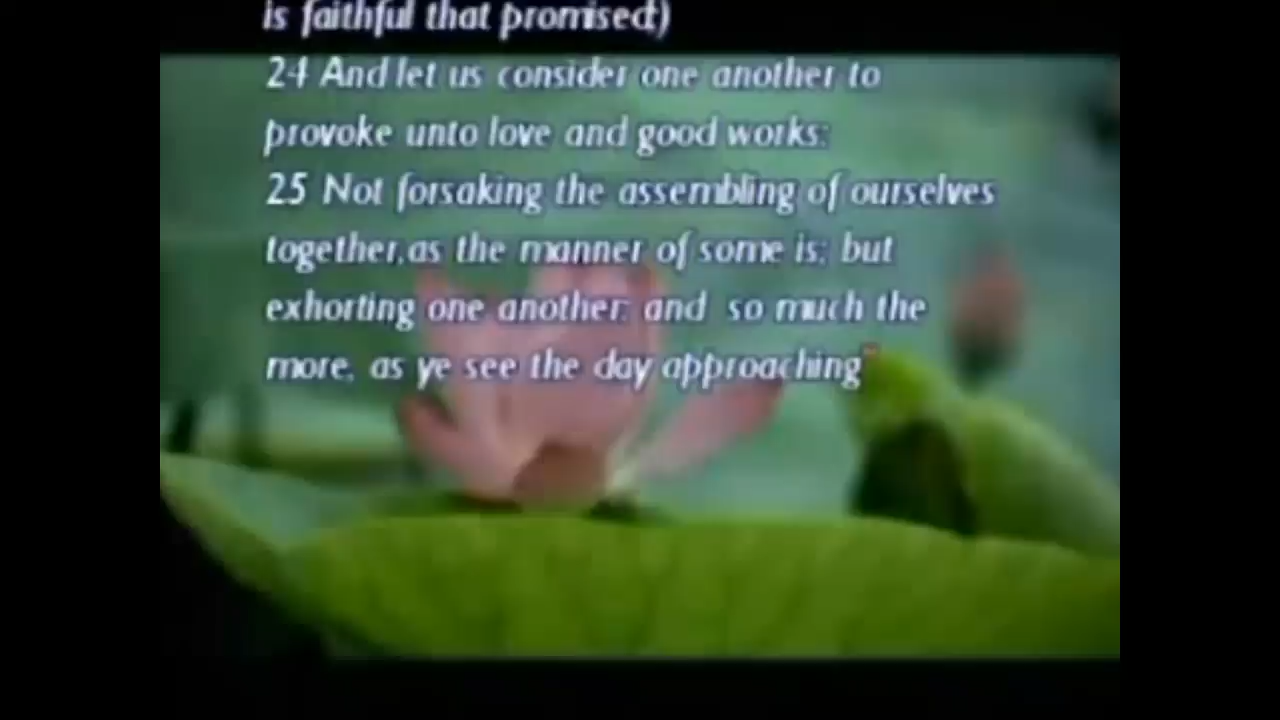 is faithful that promised;)
24 And let us consider one another to
provoke unto love and good works:
25 Not forsaking the assembling of ourselves
together,as the manner of some is; but
exhorting one another: and so much the
more, as ye see the day approaching"